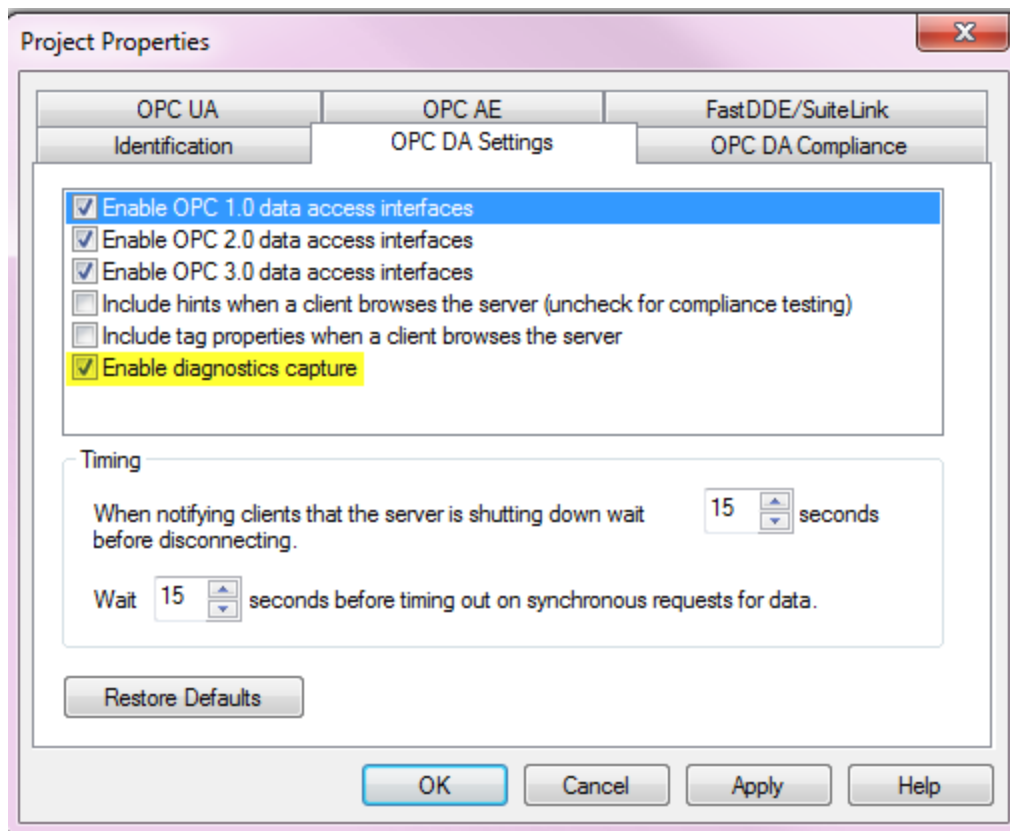 Project Properties
OPC UA OPC AE FastDDE/SuiteLink
Identification OPC DA Settings OPC DA Compliance
Enable OPC 1.0 data access interfaces
Enable OPC 2.0 data access interfaces
Enable OPC 3.0 data access interfaces
Include hints when a client browses the server (uncheck for compliance testing)
Include tag properties when a client browses the server
Enable diagnostics capture
Timing
When notifying clients that the server is shutting down wait 15 seconds
before disconnecting.
Wait 15 seconds before timing out on synchronous requests for data.
Restore Defaults
OK Cancel Apply Help